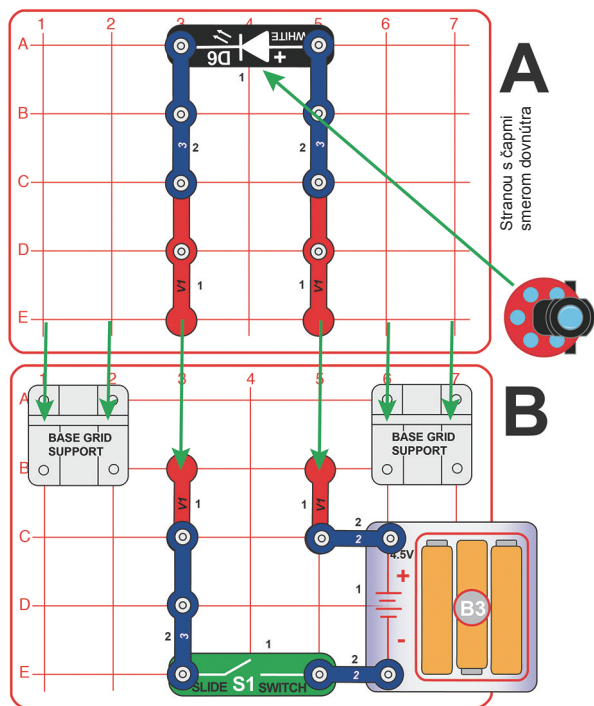 1 2 3 4 5 6 7
A
B
C
D
E
WHITE
D6
+
1
3 2
2 3
V1 1
1 V1
A
Stranou s čapmi
smerom dovnútra
1 2 3 4 5 6 7
A
B
C
D
E
BASE GRID
SUPPORT
BASE GRID
SUPPORT
B
V1 1
1 V1
2
2
4.5V
+
1
-
B3
2 3
1
SLIDE S1 SWITCH
2
2